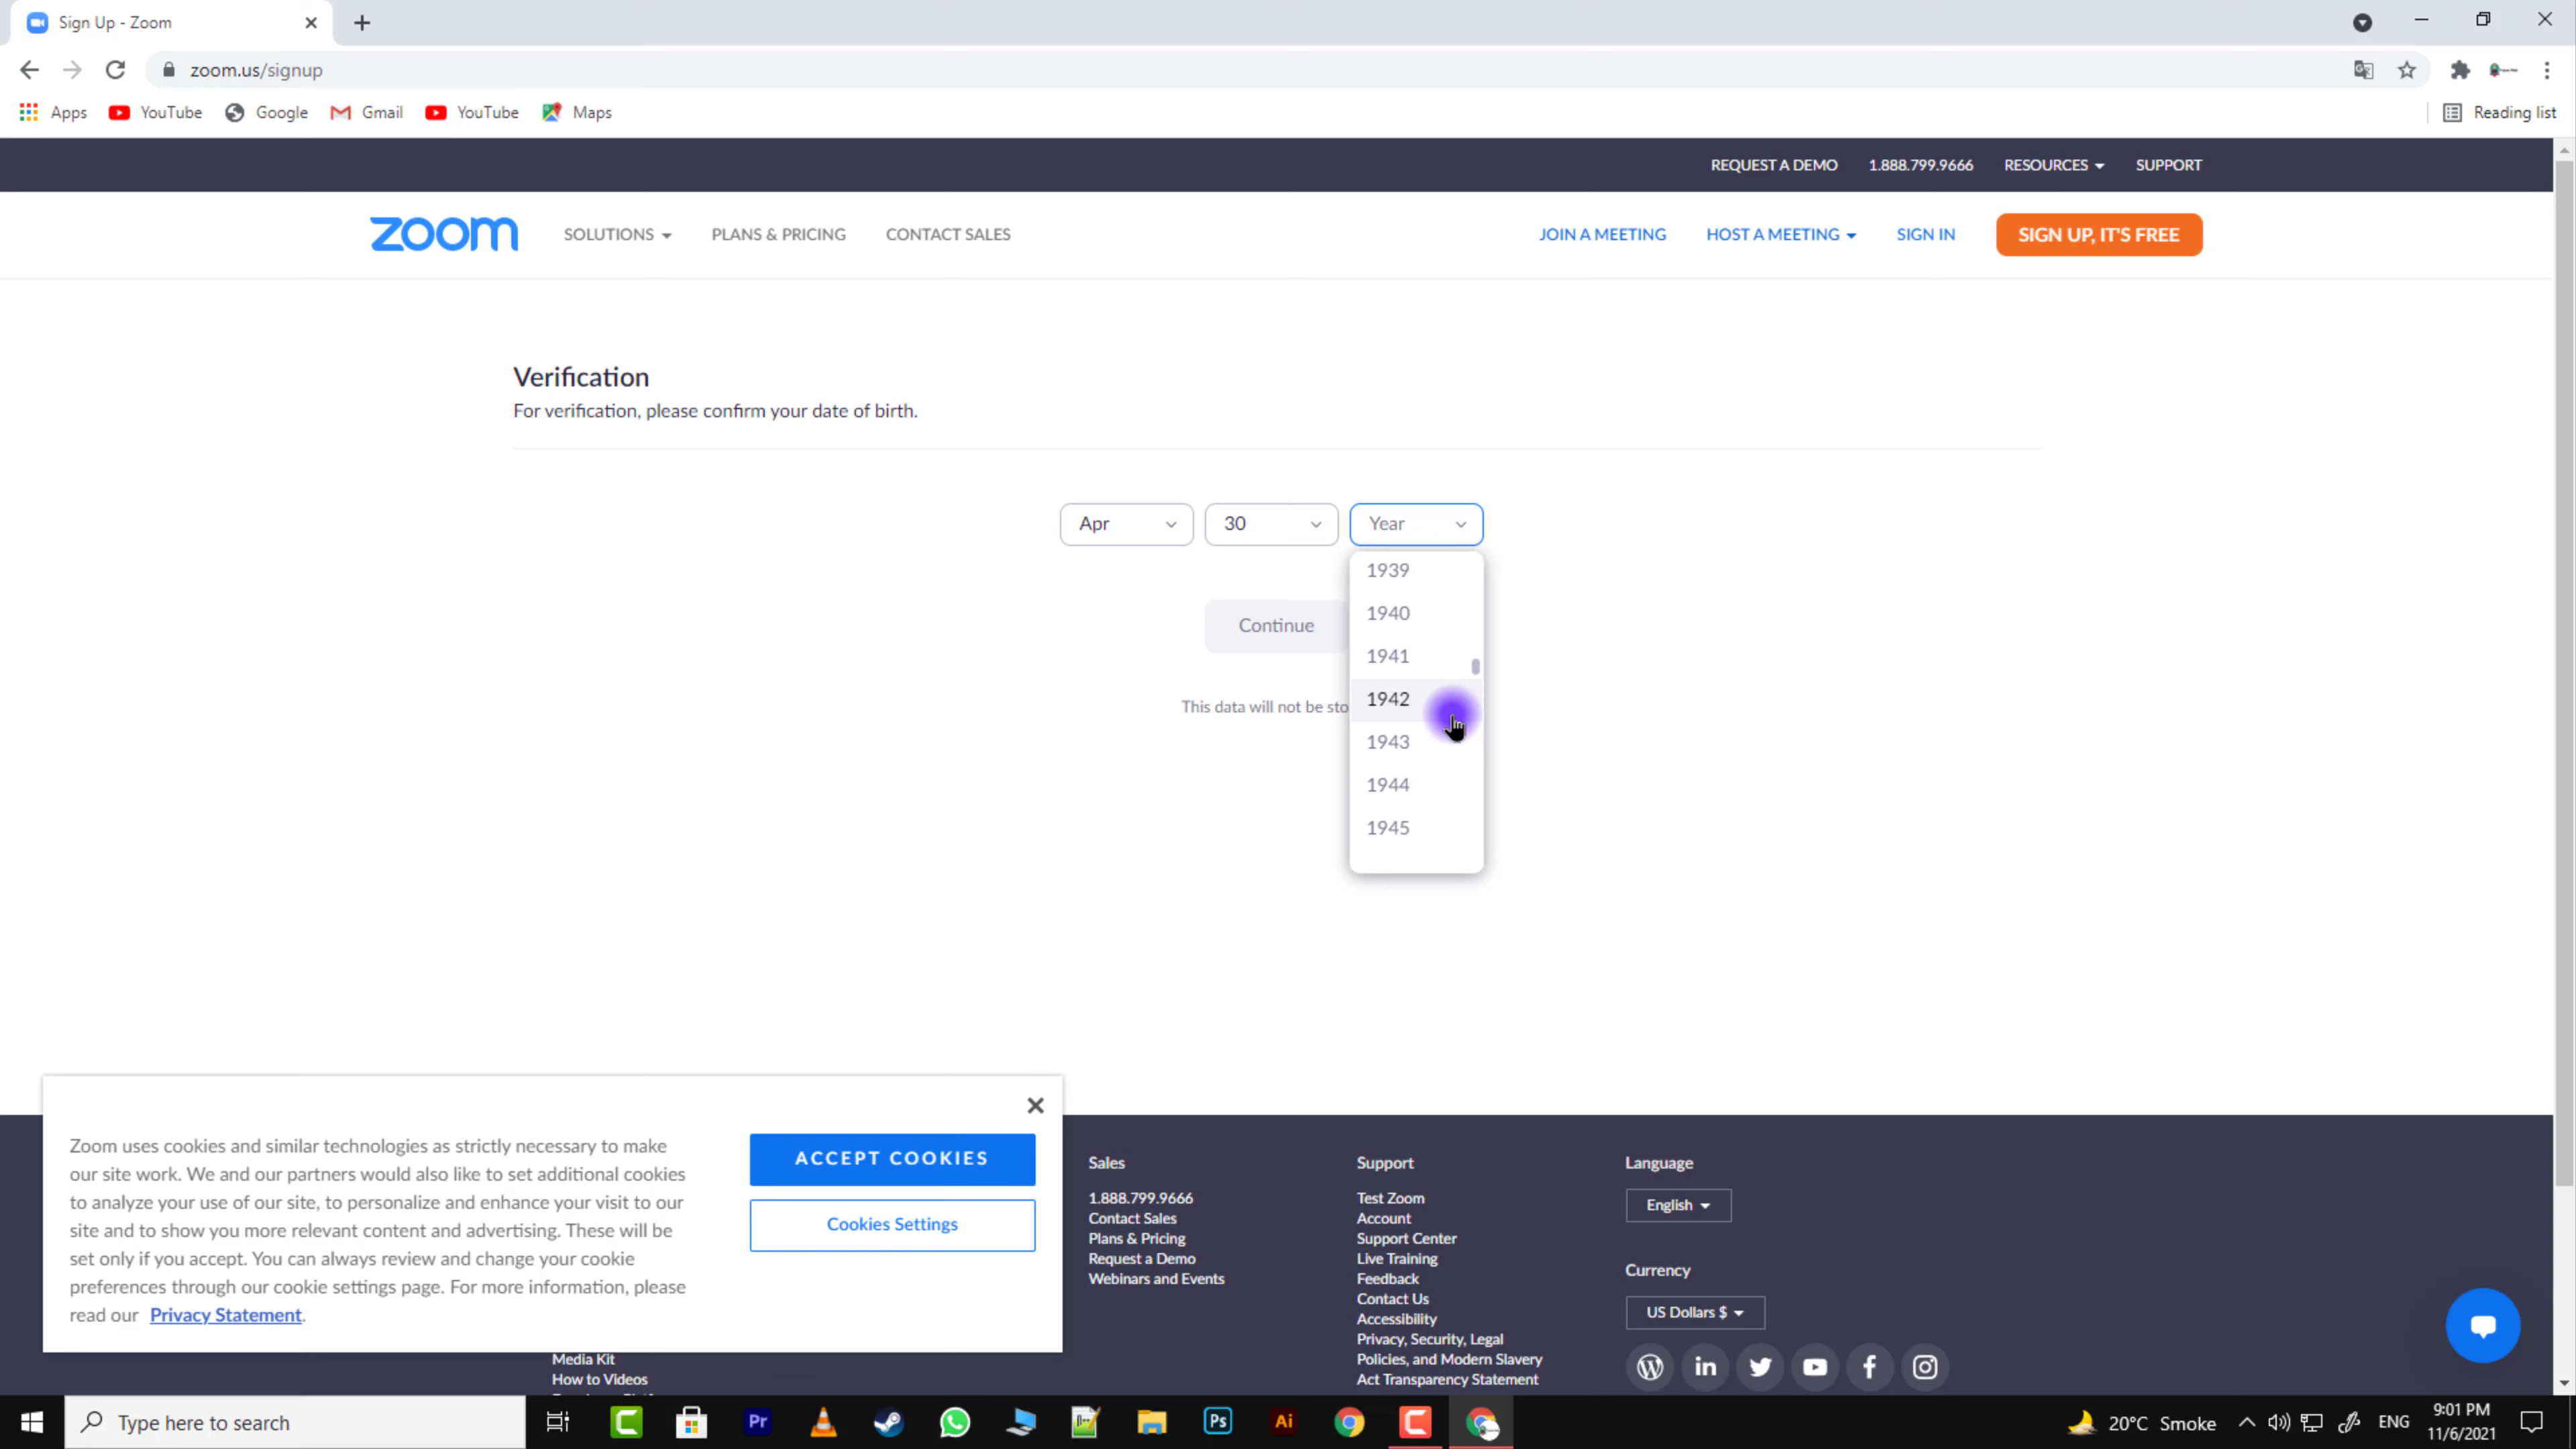 Sign Up - Zoom
zoom.us/signup
Apps YouTube Google Gmail YouTube Maps Reading list
REQUEST A DEMO 1.888.799.9666 RESOURCES SUPPORT
zoom SOLUTIONS PLANS & PRICING CONTACT SALES JOIN A MEETING HOST A MEETING SIGN IN SIGN UP, IT'S FREE
Verification
For verification, please confirm your date of birth.
Apr 30 Year
1939
1940
Continue
1941
1942
This data will not be sto
1943
1944
1945
Zoom uses cookies and similar technologies as strictly necessary to make
our site work. We and our partners would also like to set additional cookies
to analyze your use of our site, to personalize and enhance your visit to our
site and to show you more relevant content and advertising. These will be
set only if you accept. You can always review and change your cookie
preferences through our cookie settings page. For more information, please
read our Privacy Statement.
ACCEPT COOKIES
Cookies Settings
Media Kit
How to Videos
Sales
1.888.799.9666
Contact Sales
Plans & Pricing
Request a Demo
Webinars and Events
Support
Test Zoom
Account
Support Center
Live Training
Feedback
Contact Us
Accessibility
Privacy, Security, Legal
Policies, and Modern Slavery
Act Transparency Statement
Language
English
Currency
US Dollars $
Type here to search
Pr
Ps
Ai
20°C Smoke
ENG
9:01 PM
11/6/2021